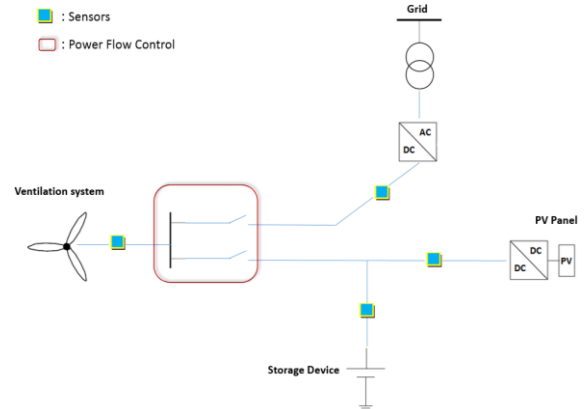 : Sensors
: Power Flow Control
Grid
AC
DC
Ventilation system
PV Panel
DC
DC
PV
Storage Device